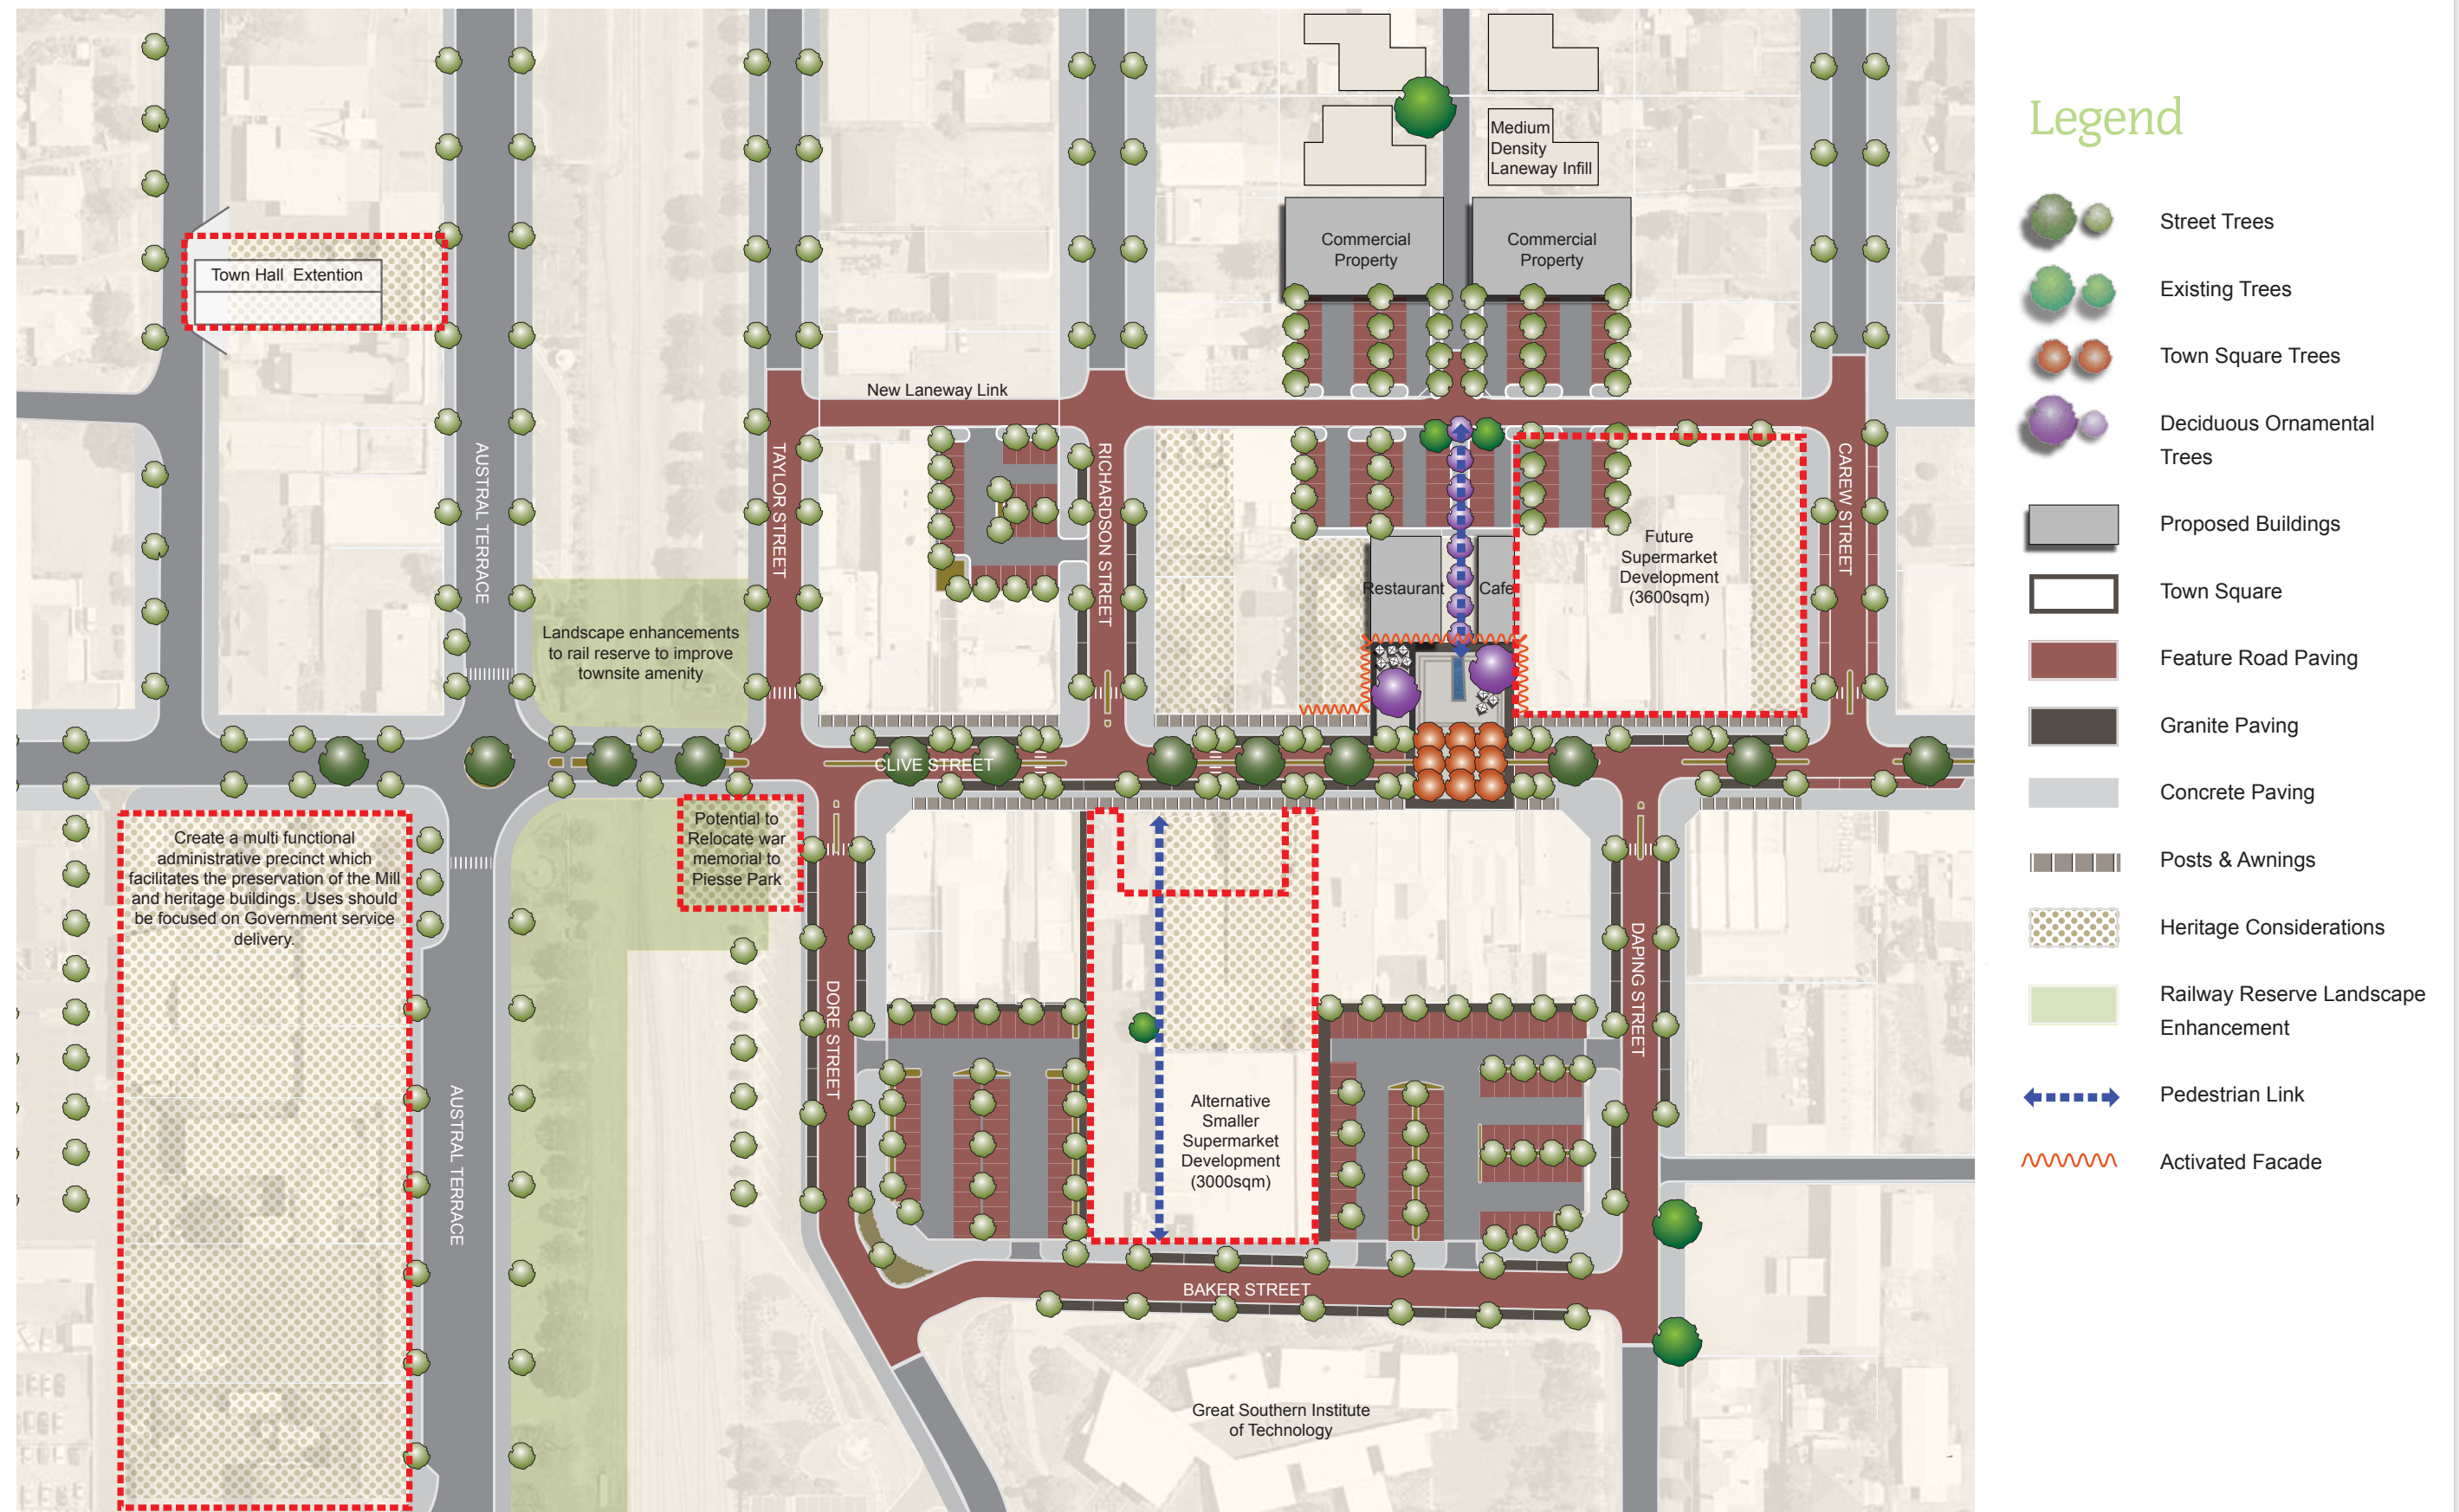 Medium
Density
Laneway Infill
Commercial
Property
Commercial
Property
Town Hall  Extention
New Laneway Link
AUSTRAL TERRACE
TAYLOR STREET
RICHARDSON STREET
CAREW STREET
Future
Supermarket
Development
(3600sqm)
Restaurant
Cafe
Landscape enhancements
to rail reserve to improve
townsite amenity
CLIVE STREET
Create a multi functional
administrative precinct which
facilitates the preservation of the Mill
and heritage buildings. Uses should
be focused on Government service
delivery.
Potential to
Relocate war
memorial to
Piesse Park
DORE STREET
DAPING STREET
AUSTRAL TERRACE
Alternative
Smaller
Supermarket
Development
(3000sqm)
BAKER STREET
Great Southern Institute
of Technology
Legend
Street Trees
Existing Trees
Town Square Trees
Deciduous Ornamental
Trees
Proposed Buildings
Town Square
Feature Road Paving
Granite Paving
Concrete Paving
Posts & Awnings
Heritage Considerations
Railway Reserve Landscape
Enhancement
Pedestrian Link
Activated Facade